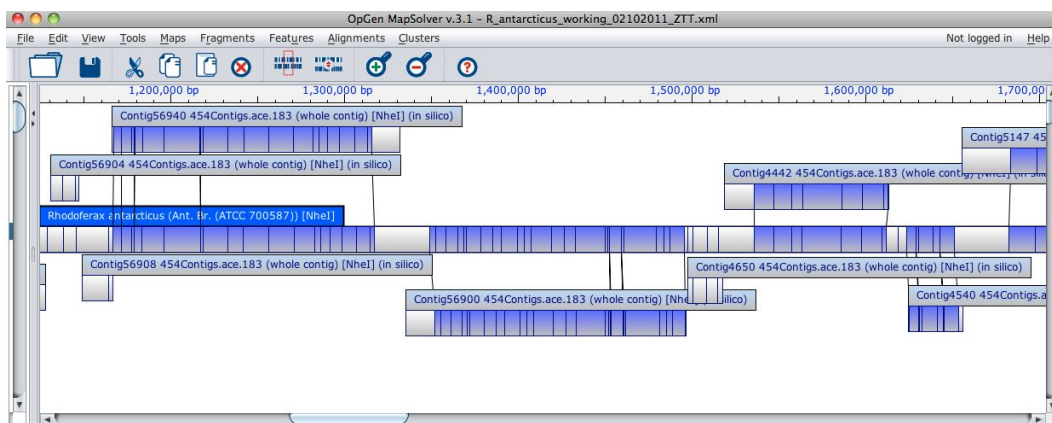 OpGen MapSolver v.3.1 - R_antarcticus_working_02102011_ZTT.xml
File Edit View Tools Maps Fragments Features Alignments Clusters Not logged in Help
1,200,000 bp 1,300,000 bp 1,400,000 bp 1,500,000 bp 1,600,000 bp 1,700,00
Contig56940 454Contigs.ace.183 (whole contig) [NheI] (in silico)
Contig5147 45
Contig56904 454Contigs.ace.183 (whole contig) [NheI] (in silico)
Contig4442 454Contigs.ace.183 (whole contig) [NheI] (in silico)
Rhodoferax antarcticus (Ant. Br. (ATCC 700587)) [NheI]
Contig56908 454Contigs.ace.183 (whole contig) [NheI] (in silico)
Contig4650 454Contigs.ace.183 (whole contig) [NheI] (in silico)
Contig56900 454Contigs.ace.183 (whole contig) [Nhe silico)
Contig4540 454Contigs.a